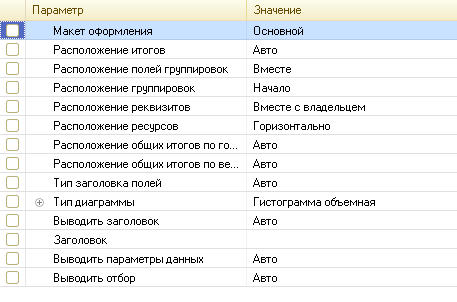 Параметр Значение
Макет оформления Основной
Расположение итогов Авто
Расположение полей группировок Вместе
Расположение группировок Начало
Расположение реквизитов Вместе с владельцем
Расположение ресурсов Горизонтально
Расположение общих итогов по го... Авто
Расположение общих итогов по ве... Авто
Тип заголовка полей Авто
Тип диаграммы Гистограмма объемная
Выводить заголовок Авто
Заголовок
Выводить параметры данных Авто
Выводить отбор Авто